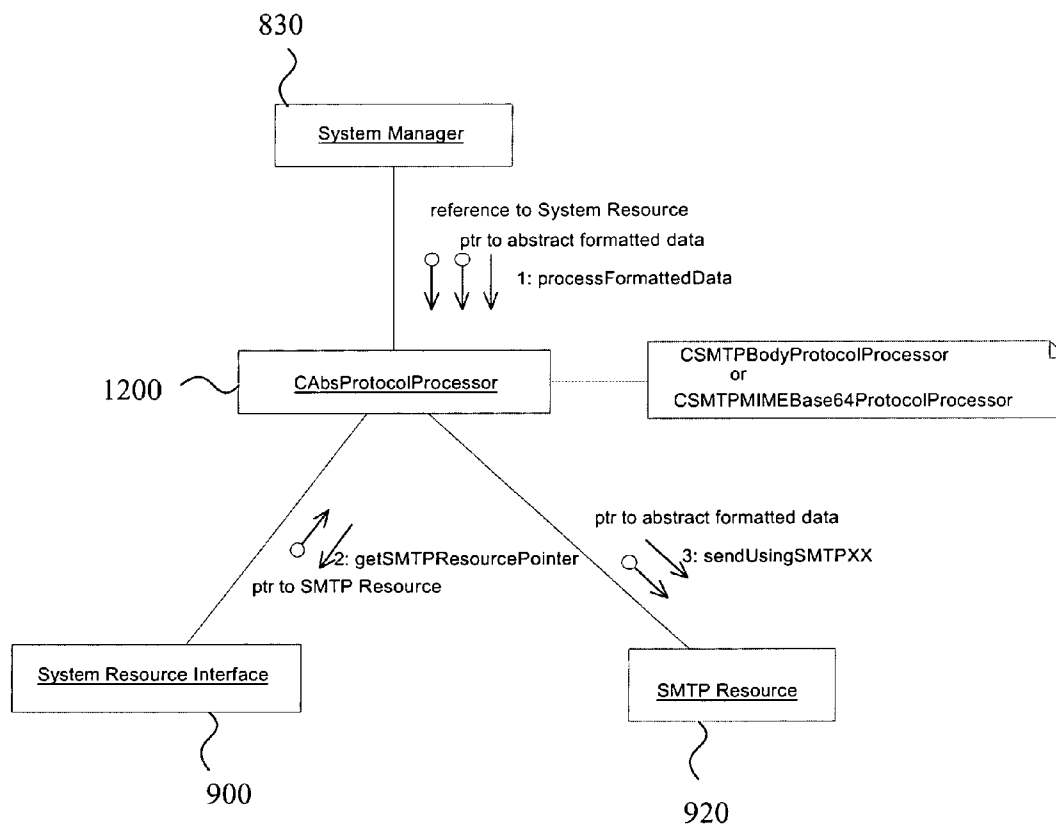 830
System Manager
reference to System Resource
ptr to abstract formatted data
1: processFormattedData
1200
CAbsProtocolProcessor
CSMTPBodyProtocolProcessor
or
CSMTPMIMEBase64ProtocolProcessor
ptr to abstract formatted data
2: getSMTPResourcePointer
3: sendUsingSMTPXX
ptr to SMTP Resource
System Resource Interface
SMTP Resource
900
920